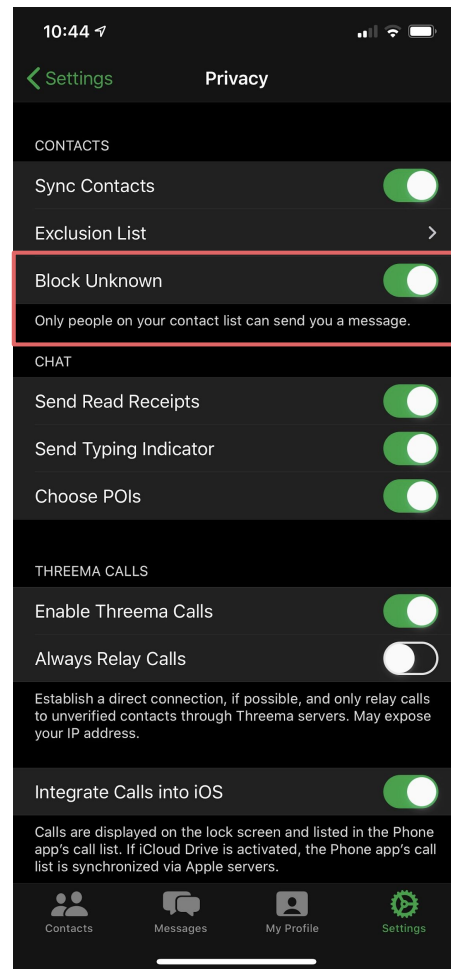 10:44
Settings
Privacy
CONTACTS
Sync Contacts
Exclusion List
Block Unknown
Only people on your contact list can send you a message.
CHAT
Send Read Receipts
Send Typing Indicator
Choose POIs
THREEMA CALLS
Enable Threema Calls
Always Relay Calls
Establish a direct connection, if possible, and only relay calls
to unverified contacts through Threema servers. May expose
your IP address.
Integrate Calls into iOS
Calls are displayed on the lock screen and listed in the Phone
app's call list. If iCloud Drive is activated, the Phone app's call
list is synchronized via Apple servers.
Contacts
Messages
My Profile
Settings